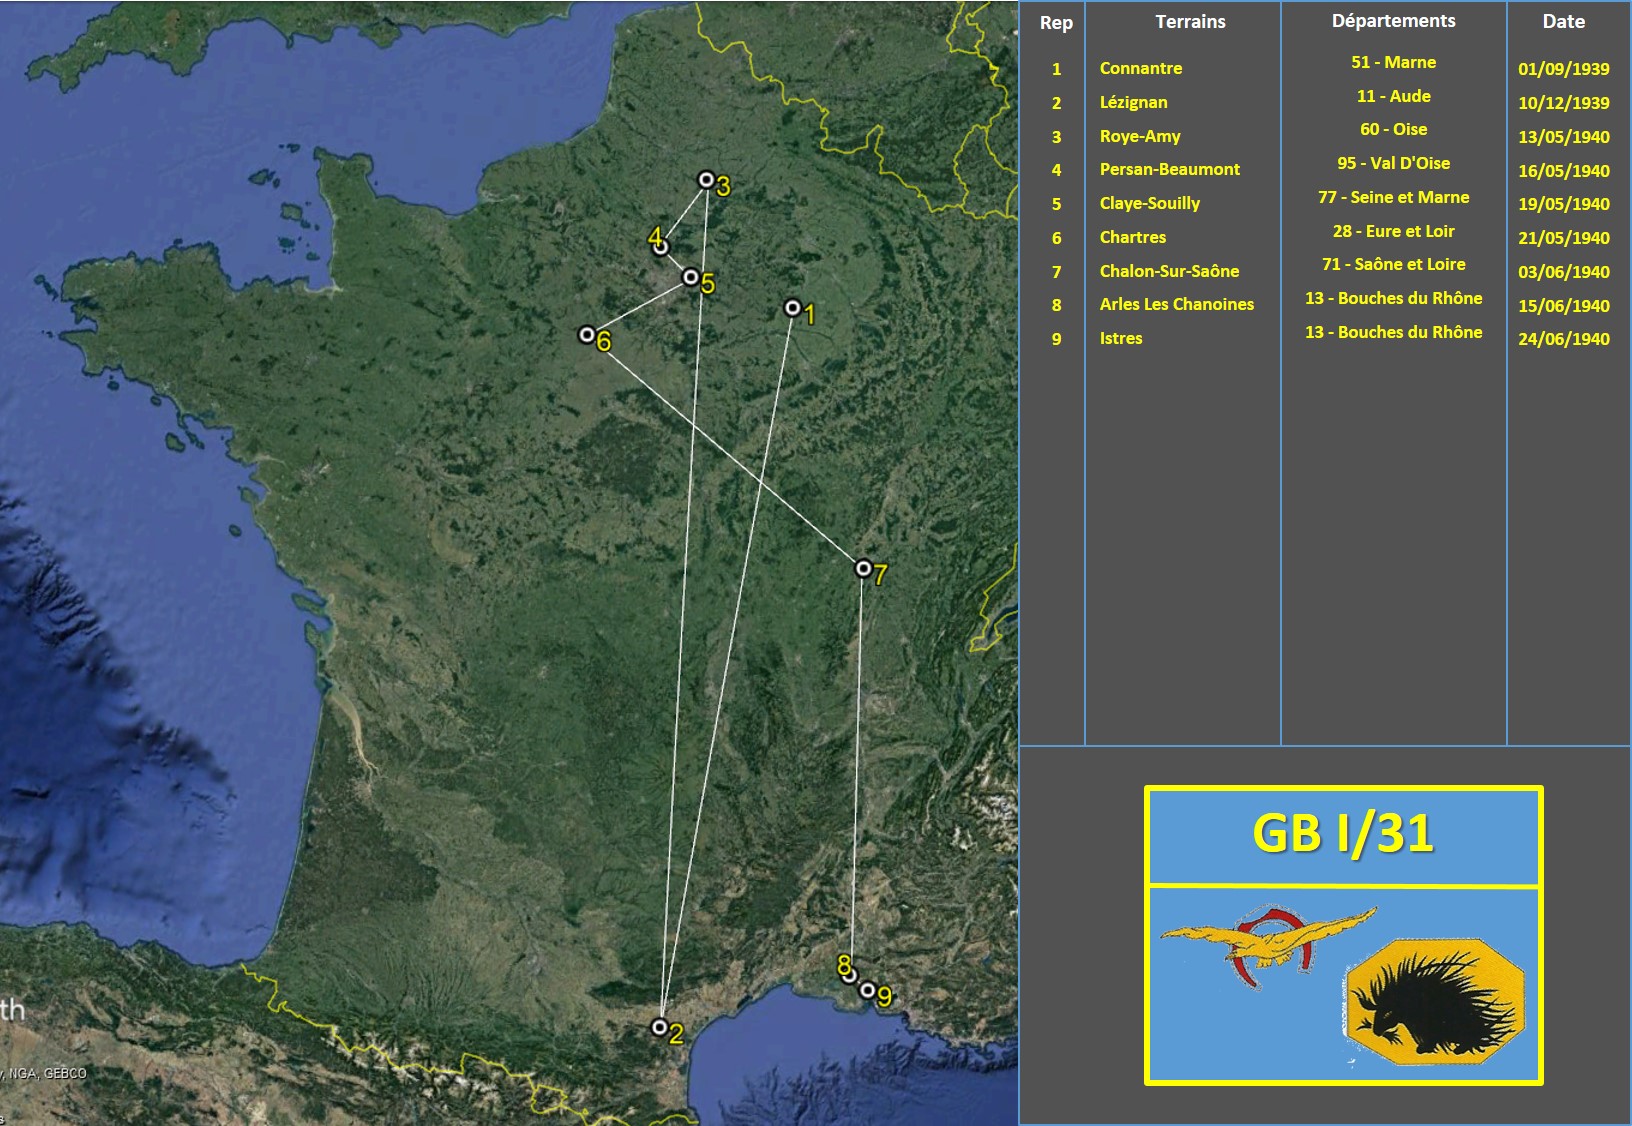 Rep Terrains Départements Date
1 Connantre 51 - Marne 01/09/1939
2 Lézignan 11 - Aude 10/12/1939
3 Roye-Amy 60 - Oise 13/05/1940
4 Persan-Beaumont 95 - Val D'Oise 16/05/1940
5 Claye-Souilly 77 - Seine et Marne 19/05/1940
6 Chartres 28 - Eure et Loir 21/05/1940
7 Chalon-Sur-Saône 71 - Saône et Loire 03/06/1940
8 Arles Les Chanoines 13 - Bouches du Rhône 15/06/1940
9 Istres 13 - Bouches du Rhône 24/06/1940
3
4
5
1
6
7
8
9
2
th
, NGA, GEBCO
GB I/31